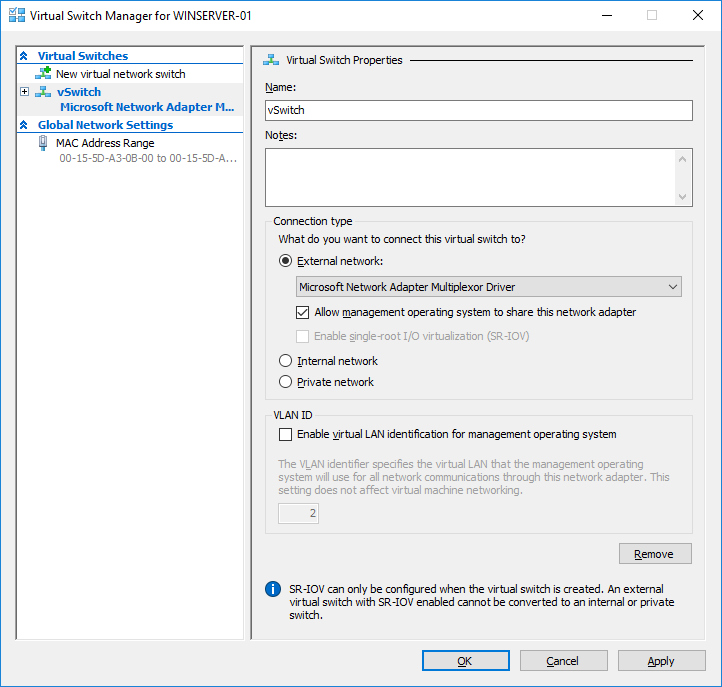 Virtual Switch Manager for WINSERVER-01
Virtual Switches
New virtual network switch
vSwitch
Microsoft Network Adapter M...
Global Network Settings
MAC Address Range
00-15-5D-A3-0B-00 to 00-15-5D-A...
Virtual Switch Properties
Name:
vSwitch
Notes:
Connection type
What do you want to connect this virtual switch to?
External network:
Microsoft Network Adapter Multiplexor Driver
Allow management operating system to share this network adapter
Enable single-root I/O virtualization (SR-IOV)
Internal network
Private network
VLAN ID
Enable virtual LAN identification for management operating system
The VLAN identifier specifies the virtual LAN that the management operating
system will use for all network communications through this network adapter. This
setting does not affect virtual machine networking.
2
Remove
SR-IOV can only be configured when the virtual switch is created. An external
virtual switch with SR-IOV enabled cannot be converted to an internal or private
switch.
OK
Cancel
Apply